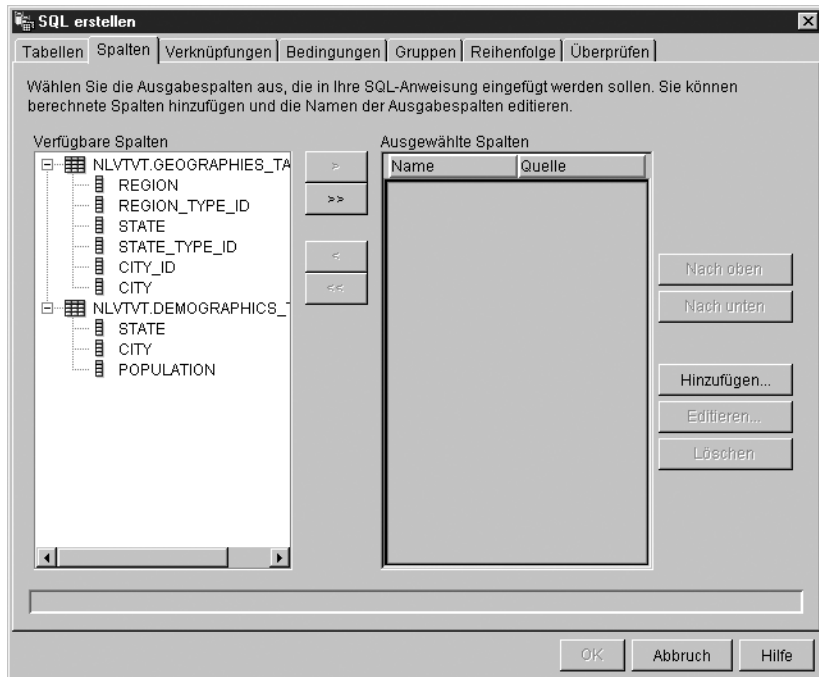 SQL erstellen
Tabellen Spalten Verknüpfungen Bedingungen Gruppen Reihenfolge Überprüfen
Wählen Sie die Ausgabespalten aus, die in Ihre SQL-Anweisung eingefügt werden sollen. Sie können
berechnete Spalten hinzufügen und die Namen der Ausgabespalten editieren.
Verfügbare Spalten
NLVTVT.GEOGRAPHIES_TA
REGION
REGION_TYPE_ID
STATE
STATE_TYPE_ID
CITY_ID
CITY
NLVTVT.DEMOGRAPHICS_T
STATE
CITY
POPULATION
>
>>
<
<<
Ausgewählte Spalten
Name Quelle
Nach oben
Nach unten
Hinzufügen...
Editieren...
Löschen
OK Abbruch Hilfe